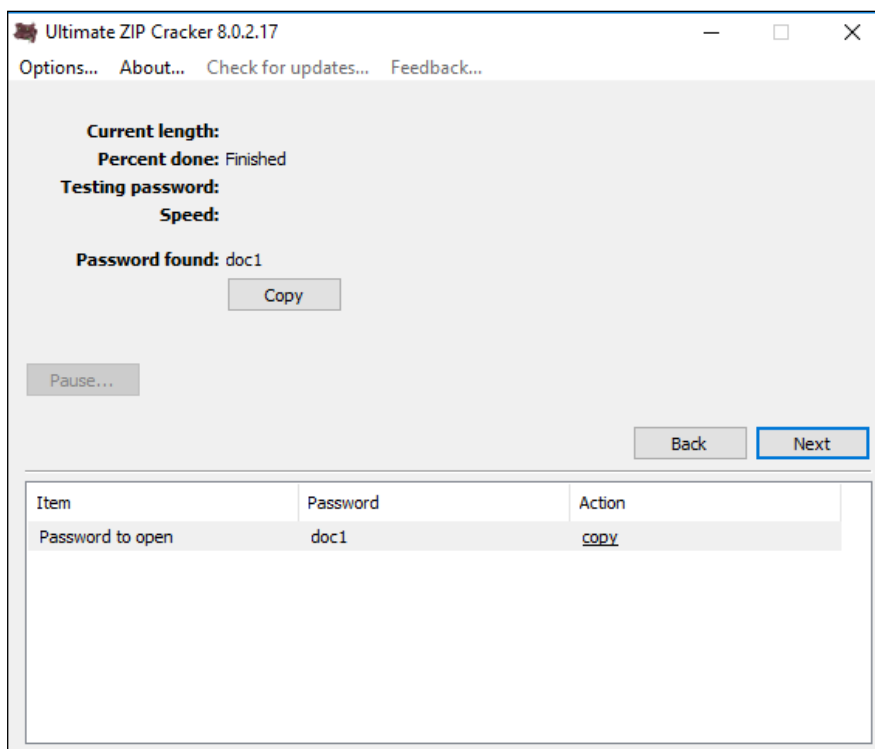 Ultimate ZIP Cracker 8.0.2.17
Options... About... Check for updates... Feedback...
Current length:
Percent done: Finished
Testing password:
Speed:
Password found: doc1
Copy
Pause...
Back Next
Item Password Action
Password to open doc1 copy